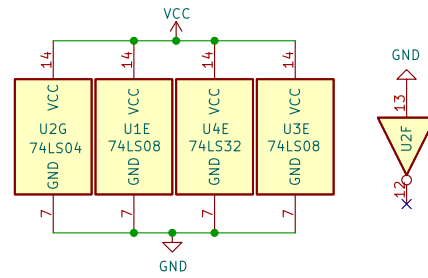 VCC
14 14 14 14
VCC VCC VCC VCC
U2G U1E U4E U3E
74LS04 74LS08 74LS32 74LS08
GND GND GND GND
7 7 7 7
GND
GND
13
U2F
12